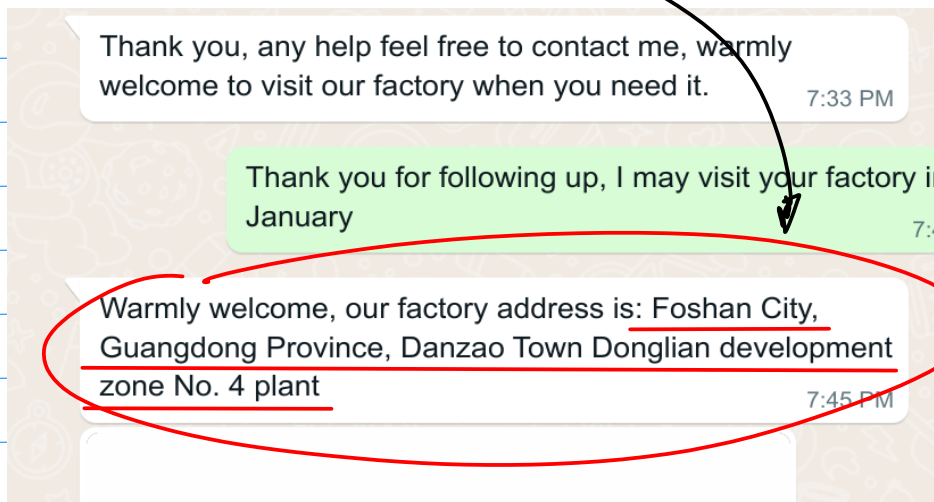 Thank you, any help feel free to contact me, warmly
welcome to visit our factory when you need it.
7:33 PM
Thank you for following up, I may visit your factory
January
Warmly welcome, our factory address is: Foshan City,
Guangdong Province, Danzao Town Donglian development
zone No. 4 plant
7:45 PM